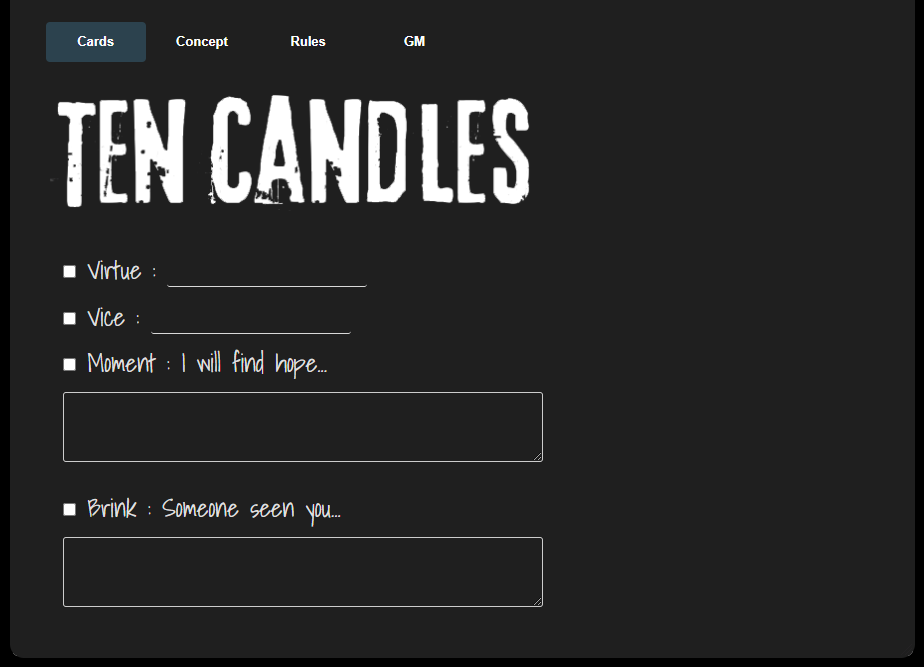 Cards Concept Rules GM
TEN CANDLES
Virtue :
Vice :
Moment : I will find hope...
Brink : Someone seen you...